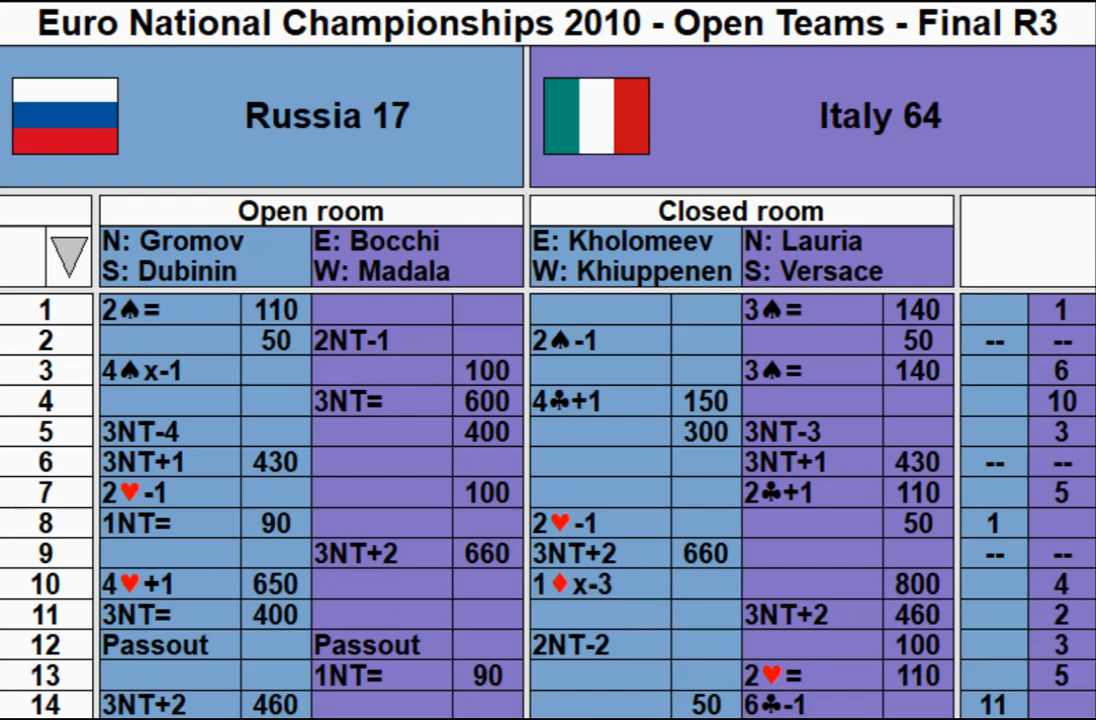 Euro National Championships 2010 - Open Teams - Final R3
Russia 17 Italy 64
Open room Closed room
N: Gromov E: Bocchi E: Kholomeev N: Lauria
S: Dubinin W: Madala W: Khiuppenen S: Versace
1 2♠= 110 3♠= 140 1
2 50 2NT-1 2♠-1 50 -- --
3 4♠x-1 100 3♠= 140 6
4 3NT= 600 4♣+1 150 10
5 3NT-4 400 300 3NT-3 3
6 3NT+1 430 3NT+1 430 -- --
7 2♥-1 100 2♣+1 110 5
8 1NT= 90 2♥-1 50 1
9 3NT+2 660 3NT+2 660 -- --
10 4♥+1 650 1♦x-3 800 4
11 3NT= 400 3NT+2 460 2
12 Passout Passout 2NT-2 100 3
13 1NT= 90 2♥= 110 5
14 3NT+2 460 50 6♣-1 11